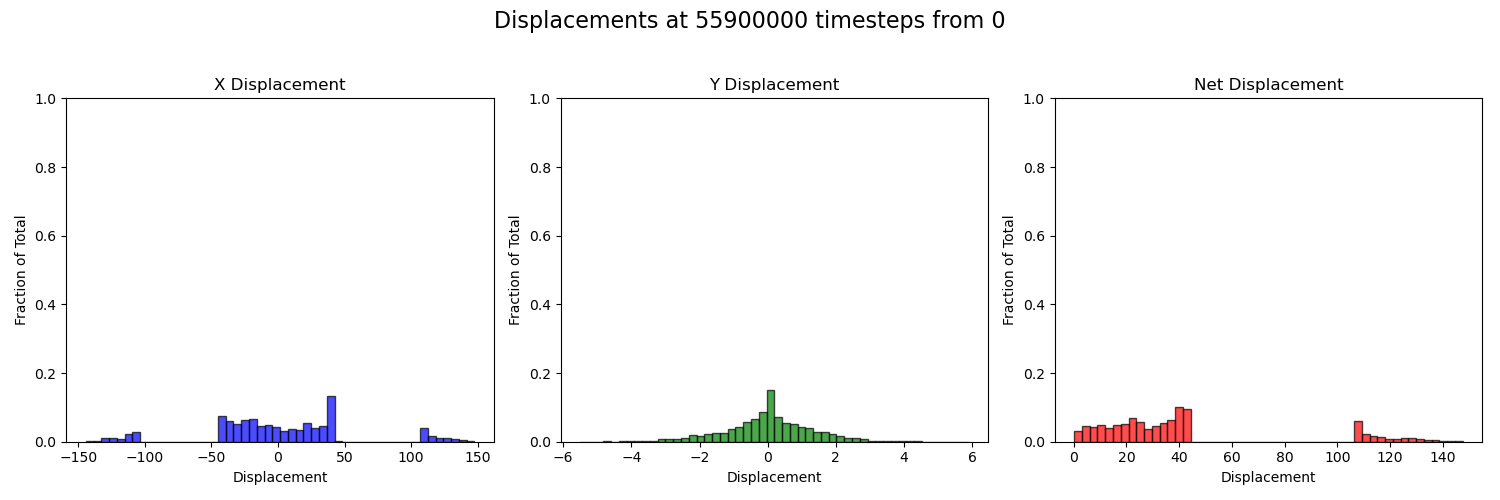 Displacements at 55900000 timesteps from 0
X Displacement
1.0
0.8
0.6
0.4
0.2
0.0
Fraction of Total
−150 −100 −50 0 50 100 150
Displacement
Y Displacement
1.0
0.8
0.6
0.4
0.2
0.0
Fraction of Total
−6 −4 −2 0 2 4 6
Displacement
Net Displacement
1.0
0.8
0.6
0.4
0.2
0.0
Fraction of Total
0 20 40 60 80 100 120 140
Displacement